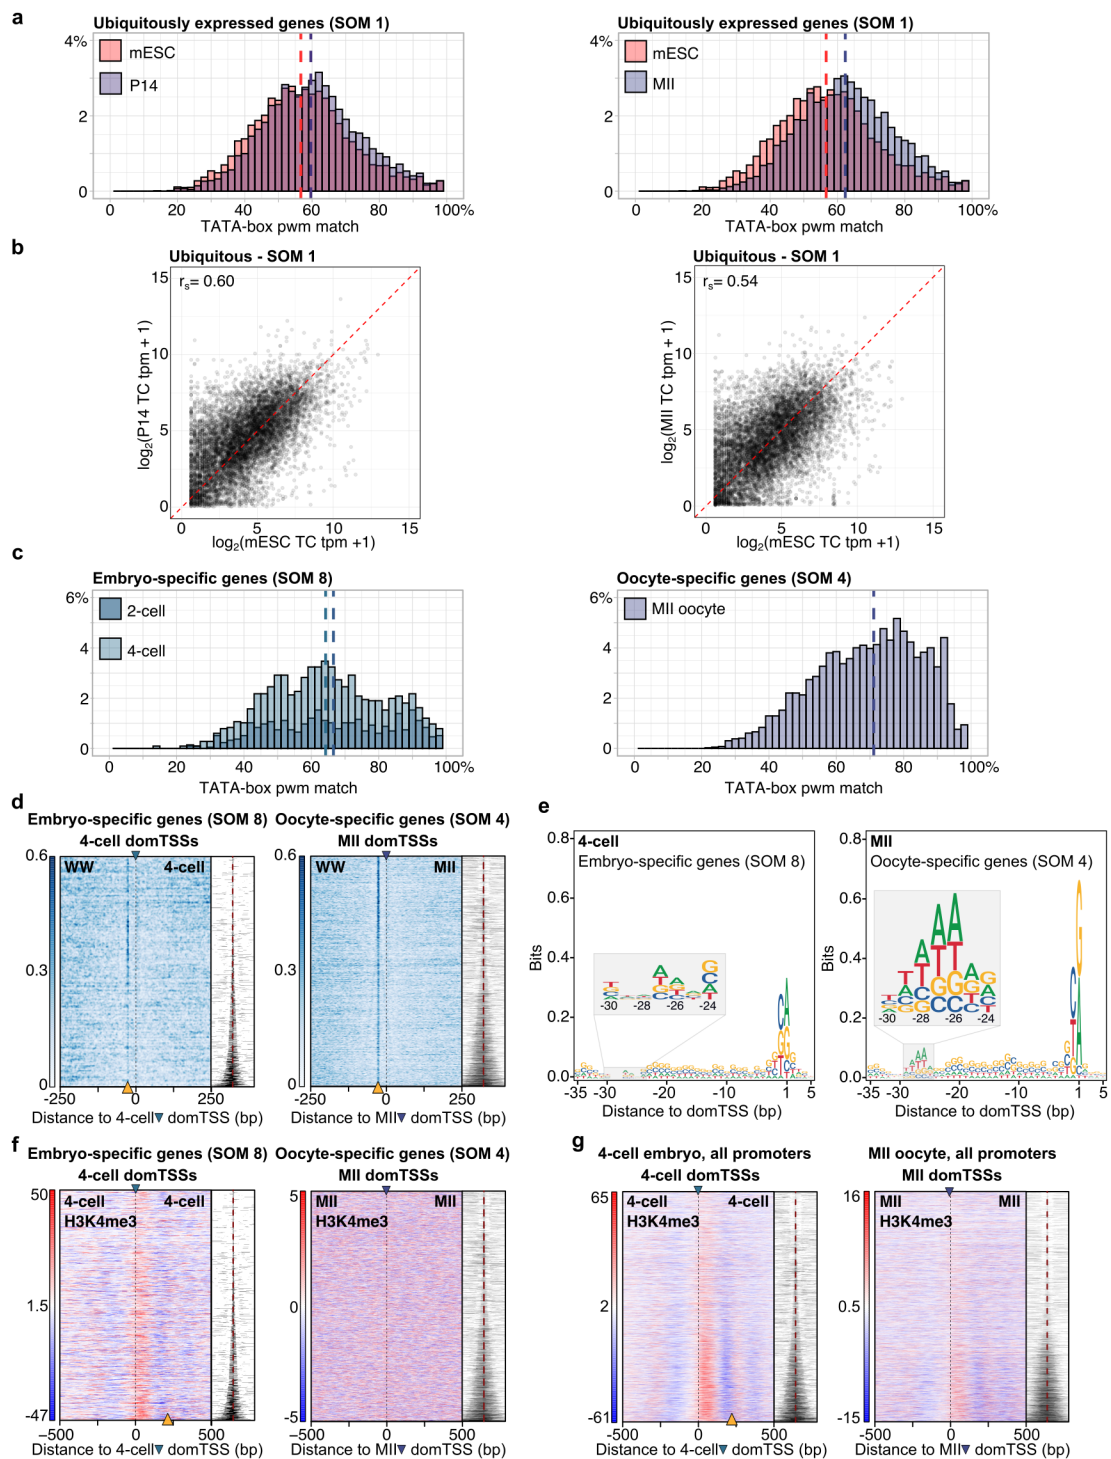 a
Ubiquitously expressed genes (SOM 1)
4%
mESC
P14
2
0
0 20 40 60 80 100%
TATA-box pwm match
Ubiquitously expressed genes (SOM 1)
4%
mESC
MII
2
0
0 20 40 60 80 100%
TATA-box pwm match
b
Ubiquitous - SOM 1
rs= 0.60
15
10
5
0
log2(P14 TC tpm + 1)
0 5 10 15
log2(mESC TC tpm +1)
Ubiquitous - SOM 1
rs= 0.54
15
10
5
0
log2(MII TC tpm + 1)
0 5 10 15
log2(mESC TC tpm +1)
c
Embryo-specific genes (SOM 8)
6%
2-cell
4-cell
4
2
0
0 20 40 60 80 100%
TATA-box pwm match
Oocyte-specific genes (SOM 4)
6%
MII oocyte
4
2
0
0 20 40 60 80 100%
TATA-box pwm match
d
Embryo-specific genes (SOM 8)
4-cell domTSSs
0.6
WW 4-cell
0.3
0
-250 0 250
Distance to 4-cell domTSS (bp)
Oocyte-specific genes (SOM 4)
MII domTSSs
0.6
WW MII
0.3
0
-250 0 250
Distance to MII domTSS (bp)
e
0.8
4-cell
Embryo-specific genes (SOM 8)
0.6
Bits
0.4
-30 -28 -26 -24
0.2
0.0
-35 -30 -20 -10 1 5
Distance to domTSS (bp)
0.8
MII
Oocyte-specific genes (SOM 4)
0.6
Bits
0.4
-30 -28 -26 -24
0.2
0.0
-35 -30 -20 -10 1 5
Distance to domTSS (bp)
f
Embryo-specific genes (SOM 8)
4-cell domTSSs
50
4-cell 4-cell
H3K4me3
1.5
-47
-500 0 500
Distance to 4-cell domTSS (bp)
Oocyte-specific genes (SOM 4)
MII domTSSs
5
MII MII
H3K4me3
0
-5
-500 0 500
Distance to MII domTSS (bp)
g
4-cell embryo, all promoters
4-cell domTSSs
65
4-cell 4-cell
H3K4me3
2
-61
-500 0 500
Distance to 4-cell domTSS (bp)
MII oocyte, all promoters
MII domTSSs
16
MII MII
H3K4me3
0.5
-15
-500 0 500
Distance to MII domTSS (bp)